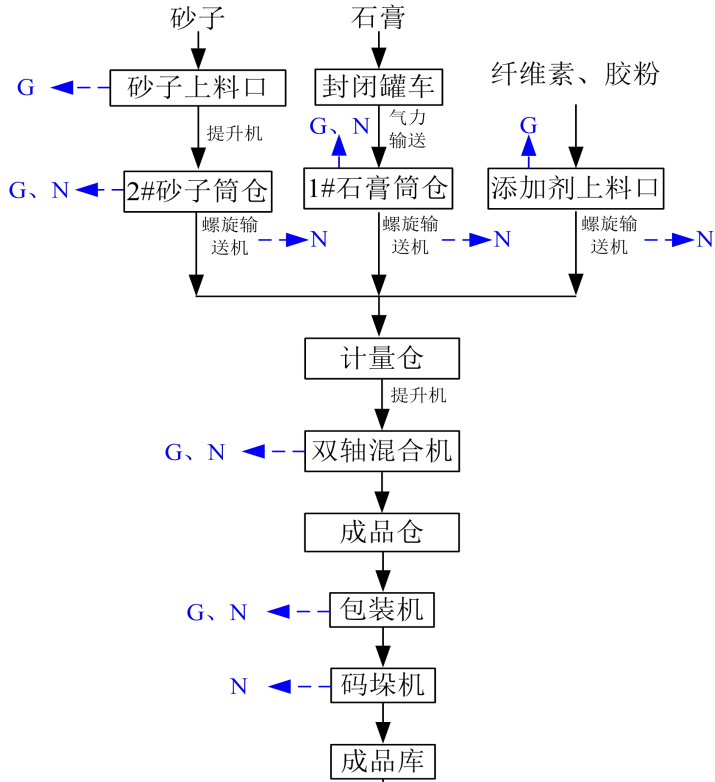 砂子
石膏
纤维素、胶粉
G
砂子上料口
封闭罐车
提升机
气力
输送
G、N
G
G、N
2#砂子筒仓
1#石膏筒仓
添加剂上料口
螺旋输
送机
N
螺旋输
送机
N
螺旋输
送机
N
计量仓
提升机
G、N
双轴混合机
成品仓
G、N
包装机
N
码垛机
成品库